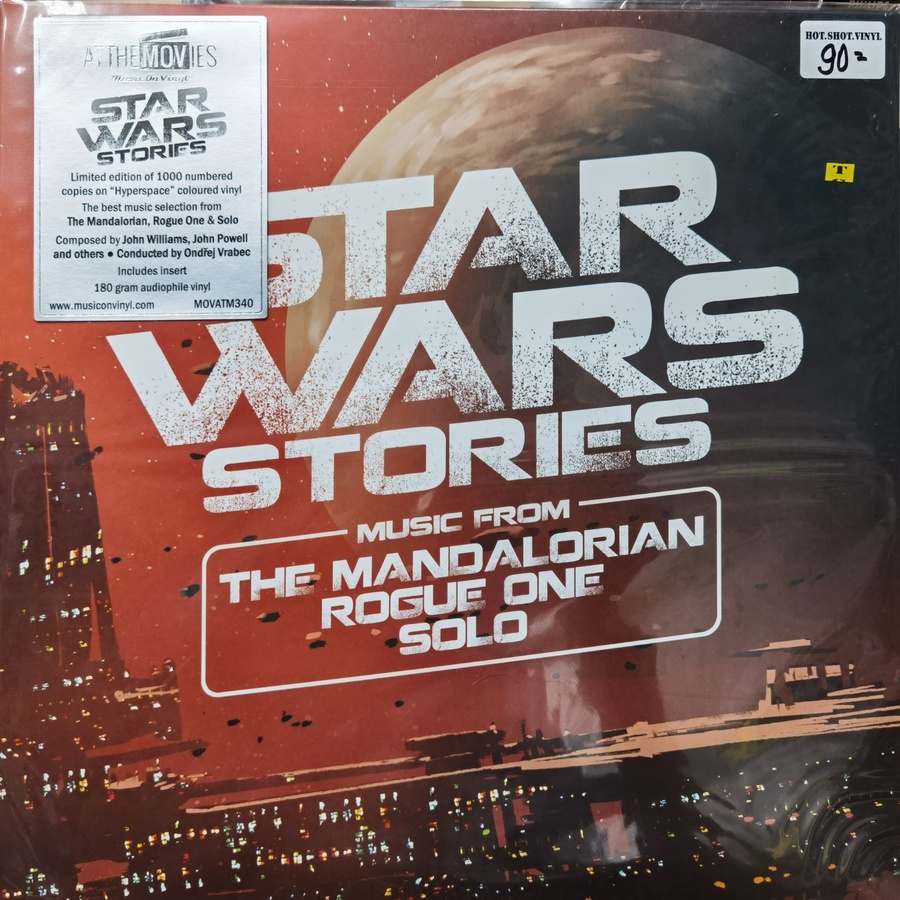 AT THE MOVIES
Music On Vinyl
STAR
WARS
STORIES
Limited edition of 1000 numbered
copies on "Hyperspace" coloured vinyl
The best music selection from
The Mandalorian, Rogue One & Solo
Composed by John Williams, John Powell
and others ● Conducted by Ondřej Vrabec
Includes insert
180 gram audiophile vinyl
www.musiconvinyl.com MOVATM340
HOT.SHOT.VINYL
90=
T
STAR
WARS
STORIES
MUSIC FROM
THE MANDALORIAN
ROGUE ONE
SOLO